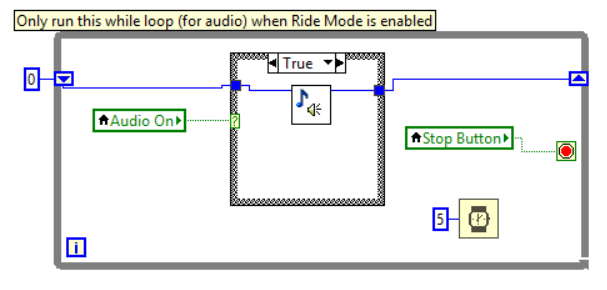 Only run this while loop (for audio) when Ride Mode is enabled
True
0
Audio On
?
Stop Button
5
i